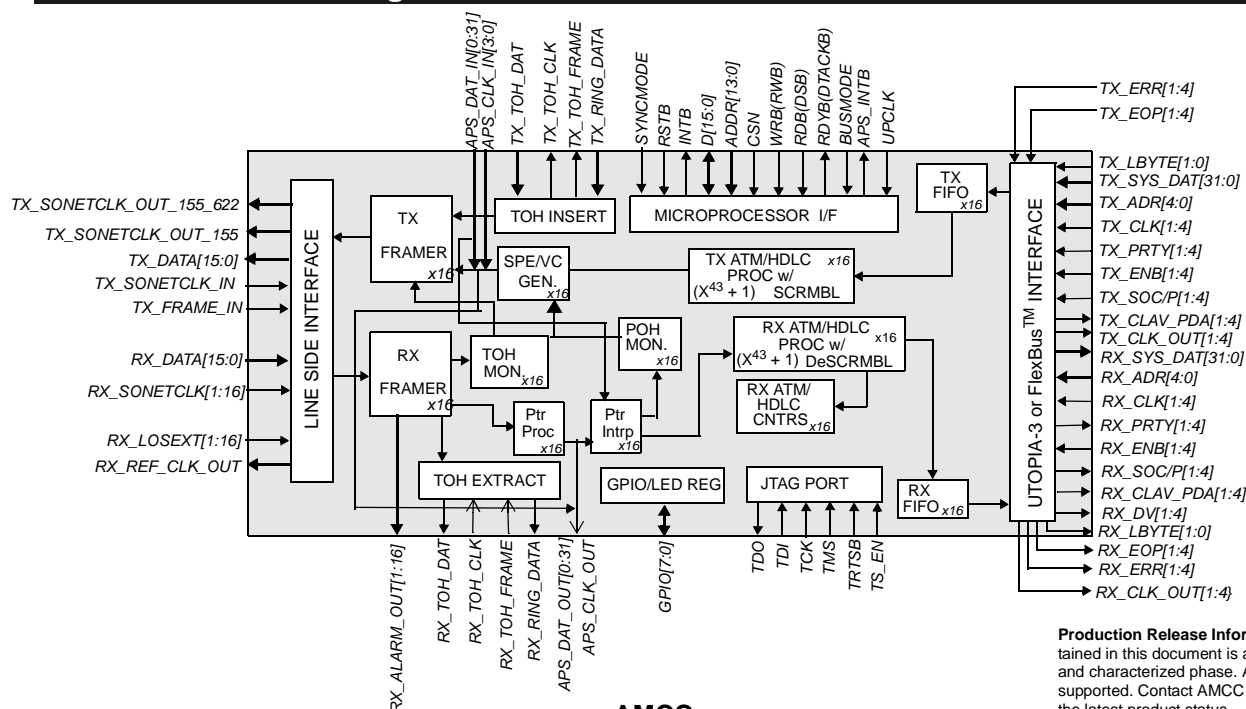 APS_DAT_IN[0:31]
APS_CLK_IN[3:0]
TX_TOH_DAT
TX_TOH_CLK
TX_TOH_FRAME
TX_RING_DATA
SYNCMODE
RSTB
INTB
D[15:0]
ADDR[13:0]
CSN
WRB(RWB)
RDB(DSB)
RDYB(DTACKB)
BUSMODE
APS_INTB
UPCLK
TX_ERR[1:4]
TX_EOP[1:4]
TX_SONETCLK_OUT_155_622
TX_SONETCLK_OUT_155
TX_DATA[15:0]
TX_SONETCLK_IN
TX_FRAME_IN
RX_DATA[15:0]
RX_SONETCLK[1:16]
RX_LOSEXT[1:16]
RX_REF_CLK_OUT
LINE SIDE INTERFACE
TX
FRAMER
x16
TOH INSERT
MICROPROCESSOR I/F
TX
FIFO
x16
SPE/VC
GEN.
x16
TX ATM/HDLC x16
PROC w/
(X43 + 1) SCRMBL
RX
FRAMER
x16
TOH
MON.
x16
POH
MON.
x16
RX ATM/HDLC x16
PROC w/
(X43 + 1) DeSCRMBL
RX ATM/
HDLC
CNTRS x16
Ptr
Proc
x16
Ptr
Intrp
x16
TOH EXTRACT
GPIO/LED REG
JTAG PORT
RX
FIFO x16
UTOPIA-3 or FlexBus™ INTERFACE
TX_LBYTE[1:0]
TX_SYS_DAT[31:0]
TX_ADR[4:0]
TX_CLK[1:4]
TX_PRTY[1:4]
TX_ENB[1:4]
TX_SOC/P[1:4]
TX_CLAV_PDA[1:4]
TX_CLK_OUT[1:4]
RX_SYS_DAT[31:0]
RX_ADR[4:0]
RX_CLK[1:4]
RX_PRTY[1:4]
RX_ENB[1:4]
RX_SOC/P[1:4]
RX_CLAV_PDA[1:4]
RX_DV[1:4]
RX_LBYTE[1:0]
RX_EOP[1:4]
RX_ERR[1:4]
RX_CLK_OUT[1:4}
RX_ALARM_OUT[1:16]
RX_TOH_DAT
RX_TOH_CLK
RX_TOH_FRAME
RX_RING_DATA
APS_DAT_OUT[0:31]
APS_CLK_OUT
GPIO[7:0]
TDO
TDI
TCK
TMS
TRTSB
TS_EN
Production Release Infor
tained in this document is a
and characterized phase. A
supported. Contact AMCC
the latest product status.
AMCC